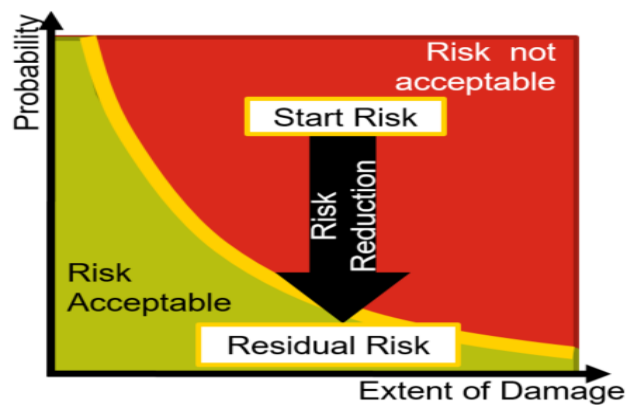 Probability
Risk not
acceptable
Start Risk
Risk
Reduction
Risk
Acceptable
Residual Risk
Extent of Damage